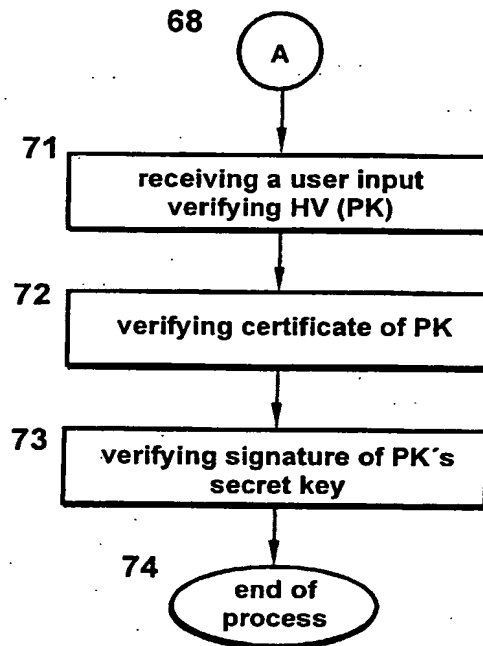 68
A
71
receiving a user input
verifying HV (PK)
72
verifying certificate of PK
73
verifying signature of PK´s
secret key
74
end of
process